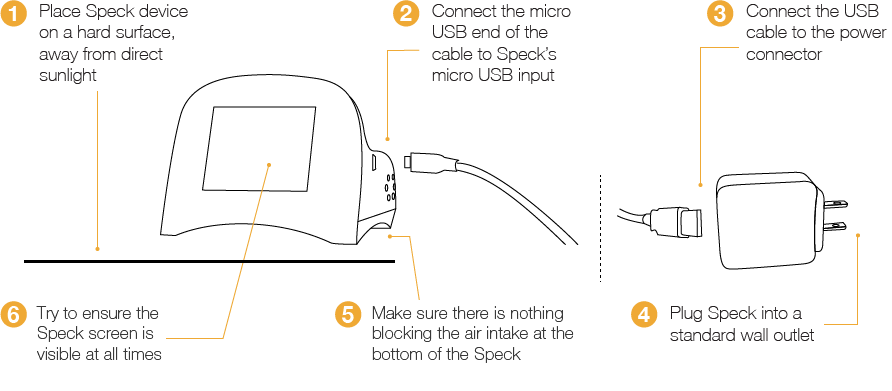 1 Place Speck device
on a hard surface,
away from direct
sunlight
2 Connect the micro
USB end of the
cable to Speck's
micro USB input
3 Connect the USB
cable to the power
connector
6 Try to ensure the
Speck screen is
visible at all times
5 Make sure there is nothing
blocking the air intake at the
bottom of the Speck
4 Plug Speck into a
standard wall outlet